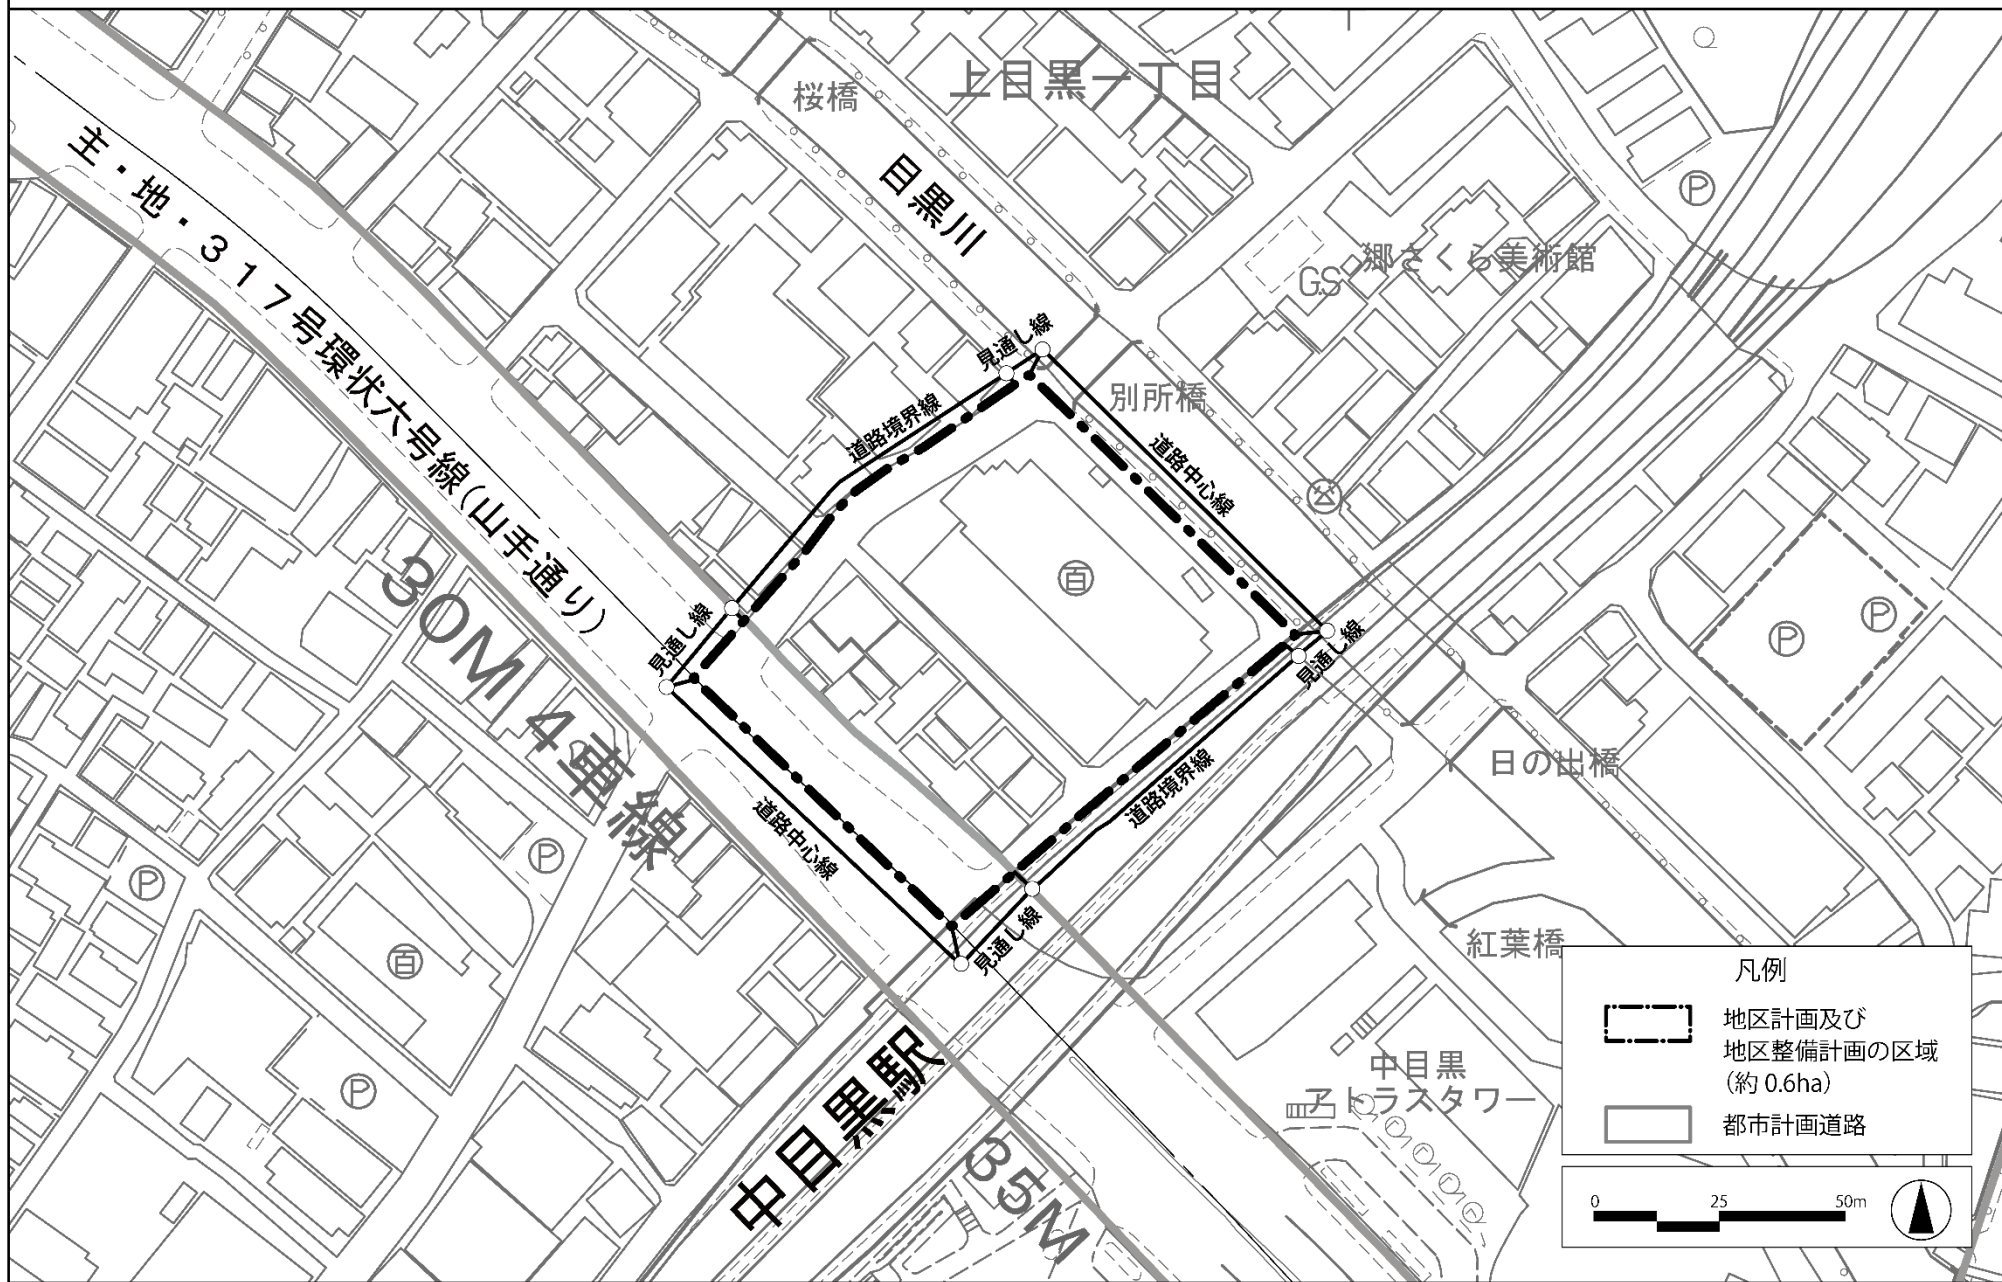 上目黒一丁目
桜橋
目黒川
主・地・317号環状六号線(山手通り)
郷さくら美術館
GS
Ⓟ
見通し線
見通し線
道路境界線
別所橋
道路中心線
百
30M 4車線
見通し線
見通し線
Ⓟ
Ⓟ
日の出橋
道路境界線
道路中心線
Ⓟ
Ⓟ
百
見通し線
紅葉橋
Ⓟ
中目黒駅
35M
中目黒
アトラスタワー
凡例
地区計画及び
地区整備計画の区域
(約 0.6ha)
都市計画道路
0 25 50m